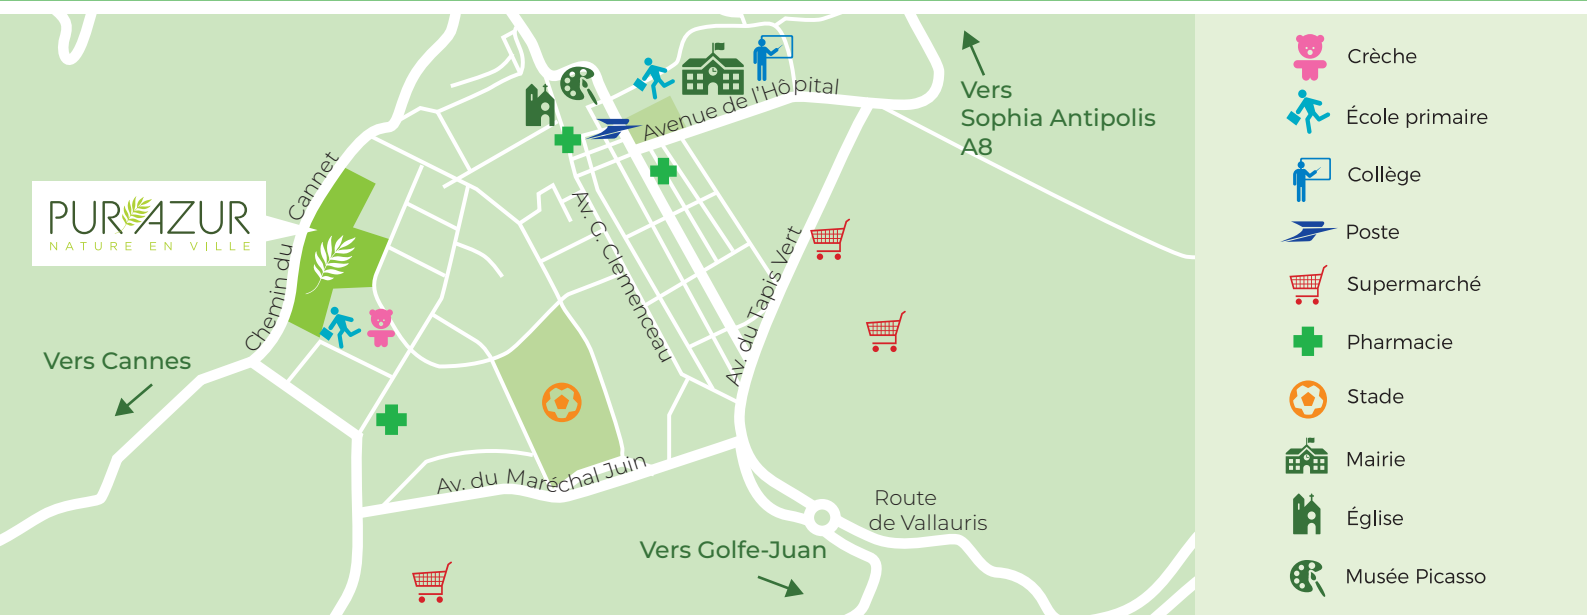 PUR AZUR
NATURE EN VILLE
Chemin du Cannet
Vers Cannes
Avenue de l'Hôpital
Vers
Sophia Antipolis
A8
Av. G. Clemenceau
Av. du Tapis Vert
Av. du Maréchal Juin
Route
de Vallauris
Vers Golfe-Juan
Crèche
École primaire
Collège
Poste
Supermarché
Pharmacie
Stade
Mairie
Église
Musée Picasso